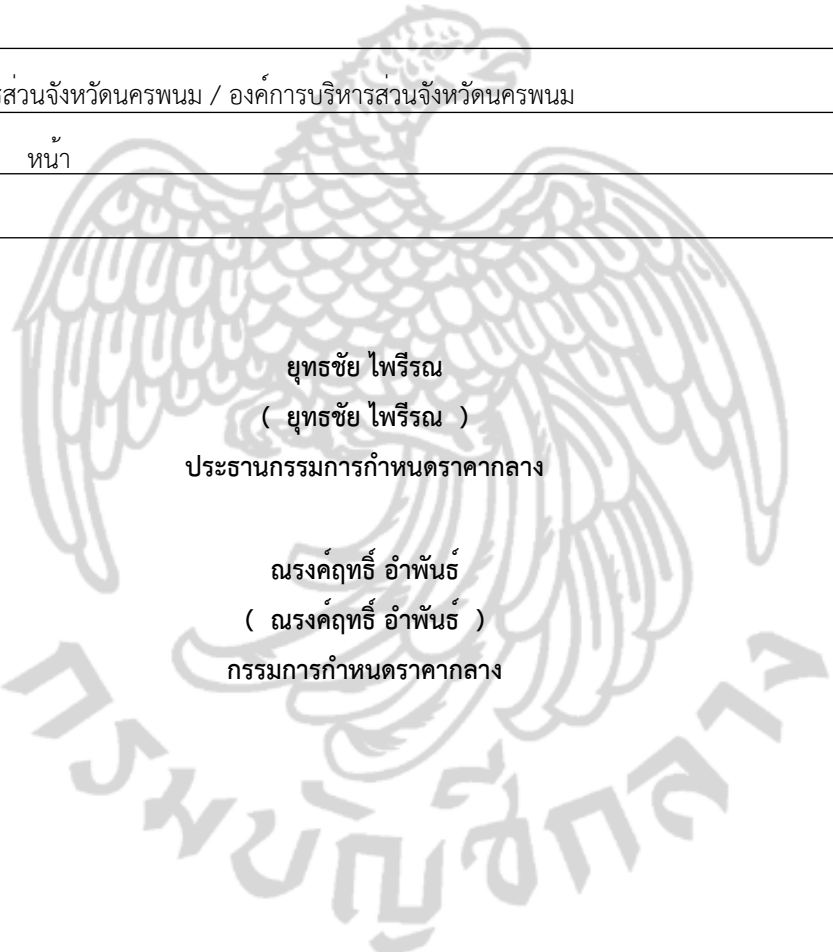 ส่วนจังหวัดนครพนม / องค์การบริหารส่วนจังหวัดนครพนม
หน้า
ยุทธชัย ไพรีรณ
( ยุทธชัย ไพรีรณ )
ประธานกรรมการกำหนดราคากลาง
ณรงค์ฤทธิ์ อำพันธ์
( ณรงค์ฤทธิ์ อำพันธ์ )
กรรมการกำหนดราคากลาง
กรมบัญชีกลาง